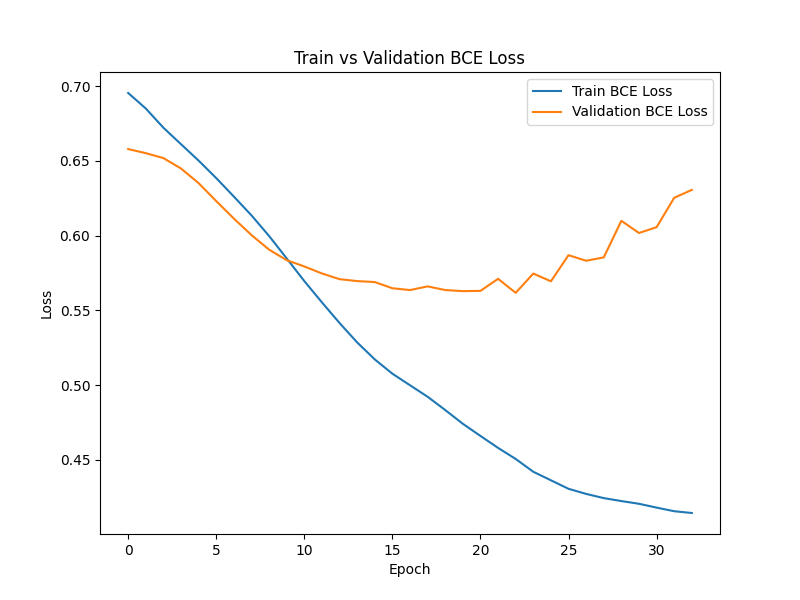 Train vs Validation BCE Loss
Train BCE Loss
Validation BCE Loss
0.70
0.65
0.60
0.55
0.50
0.45
Loss
0 5 10 15 20 25 30
Epoch